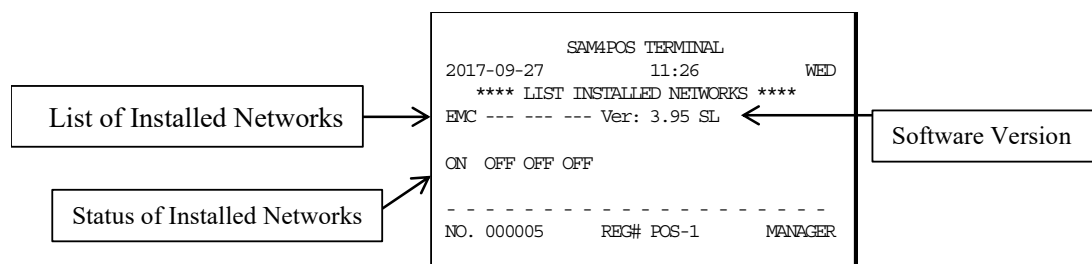 SAM4POS TERMINAL
2017-09-27 11:26 WED
**** LIST INSTALLED NETWORKS ****
List of Installed Networks
EMC --- --- --- Ver: 3.95 SL
Software Version
ON OFF OFF OFF
Status of Installed Networks
- - - - - - - - - - - - - - - - - - - - -
NO. 000005 REG# POS-1 MANAGER